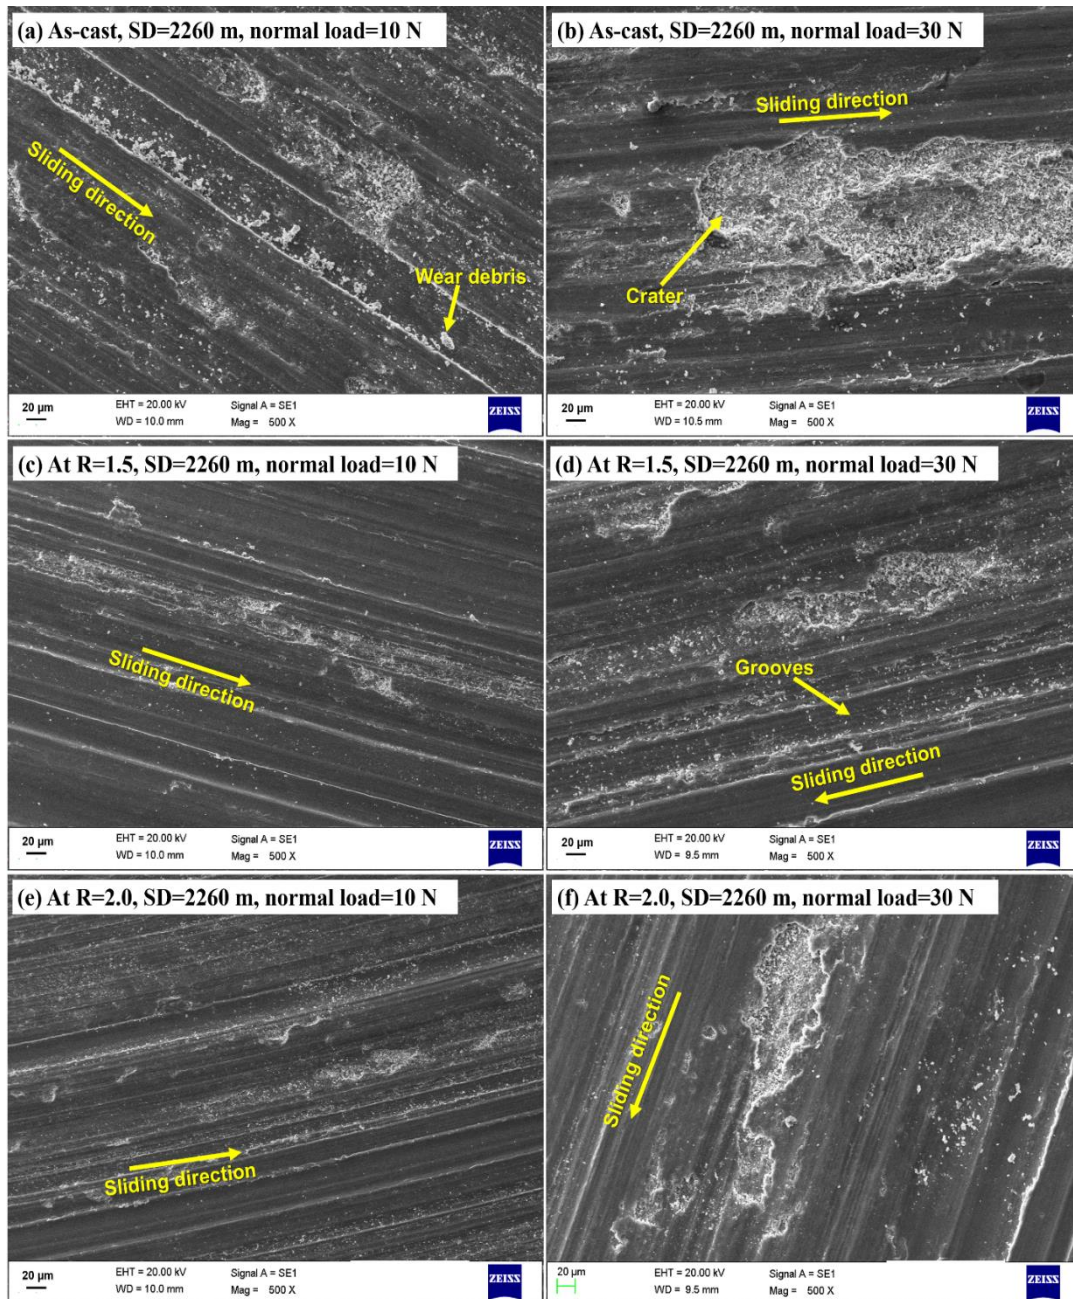 (a) As-cast, SD=2260 m, normal load=10 N
Sliding direction
Wear debris
20 µm
EHT = 20.00 kV
WD = 10.0 mm
Signal A = SE1
Mag = 500 X
ZEISS
(b) As-cast, SD=2260 m, normal load=30 N
Sliding direction
Crater
20 µm
EHT = 20.00 kV
WD = 10.5 mm
Signal A = SE1
Mag = 500 X
ZEISS
(c) At R=1.5, SD=2260 m, normal load=10 N
Sliding direction
20 µm
EHT = 20.00 kV
WD = 10.0 mm
Signal A = SE1
Mag = 500 X
ZEISS
(d) At R=1.5, SD=2260 m, normal load=30 N
Grooves
Sliding direction
20 µm
EHT = 20.00 kV
WD = 9.5 mm
Signal A = SE1
Mag = 500 X
ZEISS
(e) At R=2.0, SD=2260 m, normal load=10 N
Sliding direction
20 µm
EHT = 20.00 kV
WD = 10.0 mm
Signal A = SE1
Mag = 500 X
ZEISS
(f) At R=2.0, SD=2260 m, normal load=30 N
Sliding direction
20 µm
EHT = 20.00 kV
WD = 9.5 mm
Signal A = SE1
Mag = 500 X
ZEISS